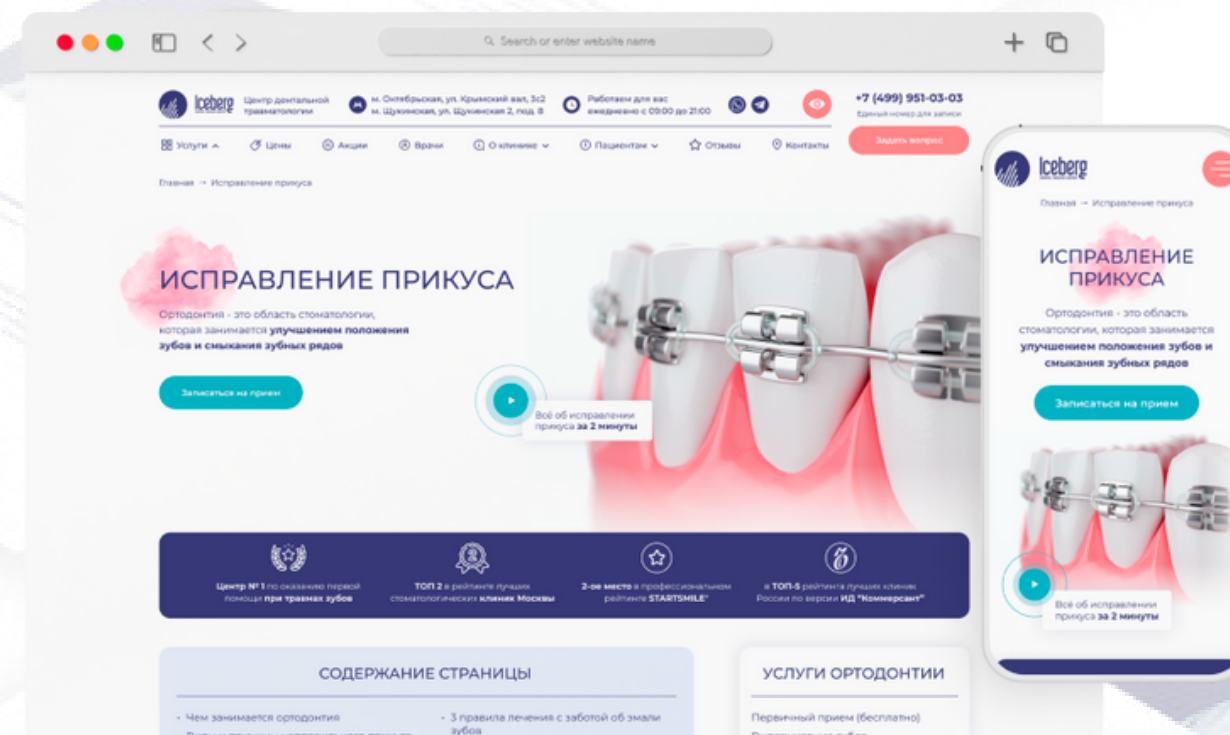 Search or enter website name
Iceberg
Центр дентальной
травматологии
м. Октябрьская, ул. Крымский вал, 3с2
м. Щукинская, ул. Щукинская 2, под. 8
Работаем для вас
ежедневно с 09:00 до 21:00
+7 (499) 951-03-03
Единый номер для записи
Услуги
Цены
Акции
Врачи
О клинике
Пациентам
Отзывы
Контакты
Задать вопрос
Главная → Исправление прикуса
ИСПРАВЛЕНИЕ ПРИКУСА
Ортодонтия - это область стоматологии,
которая занимается улучшением положения
зубов и смыкания зубных рядов
Записаться на прием
Всё об исправлении
прикуса за 2 минуты
Центр № 1 по оказанию первой
помощи при травмах зубов
ТОП 2 в рейтинге лучших
стоматологических клиник Москвы
2-ое место в профессиональном
рейтинге STARTSMILE*
в ТОП-5 рейтинга лучших клиник
России по версии ИД "Коммерсант"
СОДЕРЖАНИЕ СТРАНИЦЫ
- Чем занимается ортодонтия
- 3 правила лечения с заботой об эмали
зубов
УСЛУГИ ОРТОДОНТИИ
Первичный прием (бесплатно)
Iceberg
Главная → Исправление прикуса
ИСПРАВЛЕНИЕ
ПРИКУСА
Ортодонтия - это область
стоматологии, которая занимается
улучшением положения зубов и
смыкания зубных рядов
Записаться на прием
Всё об исправлении
прикуса за 2 минуты